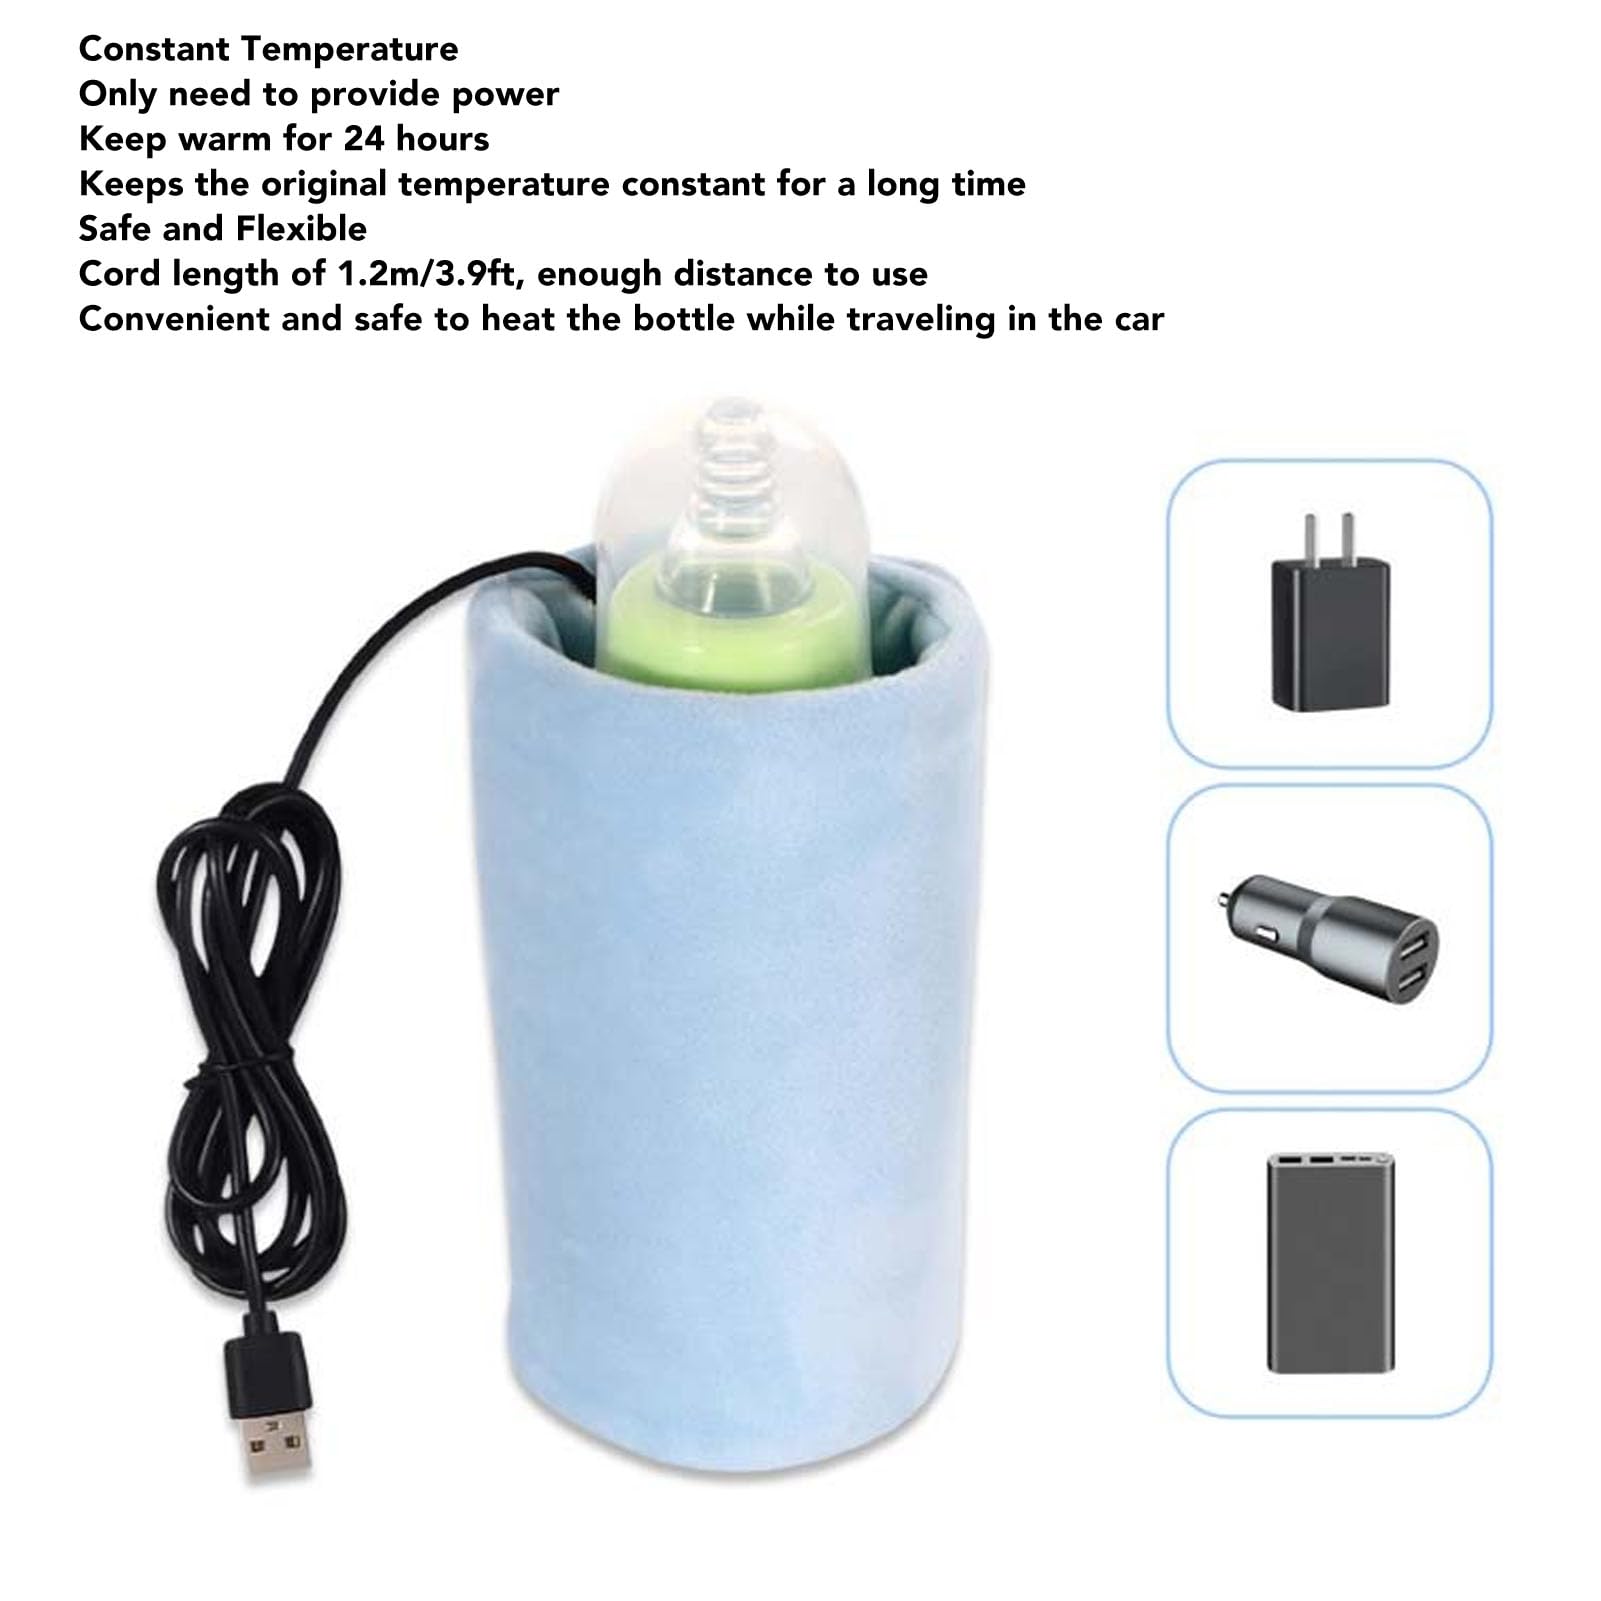 Constant Temperature
Only need to provide power
Keep warm for 24 hours
Keeps the original temperature constant for a long time
Safe and Flexible
Cord length of 1.2m/3.9ft, enough distance to use
Convenient and safe to heat the bottle while traveling in the car